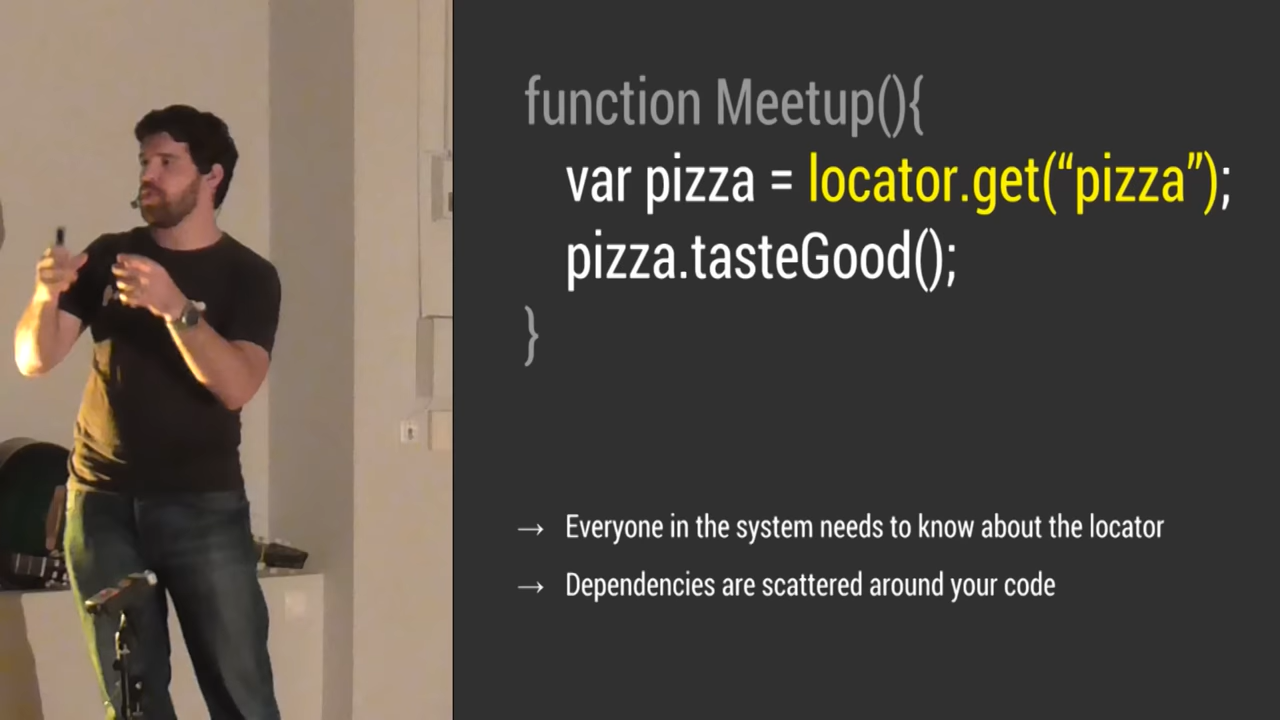 function Meetup(){
var pizza = locator.get(“pizza”);
pizza.tasteGood();
}
→ Everyone in the system needs to know about the locator
→ Dependencies are scattered around your code